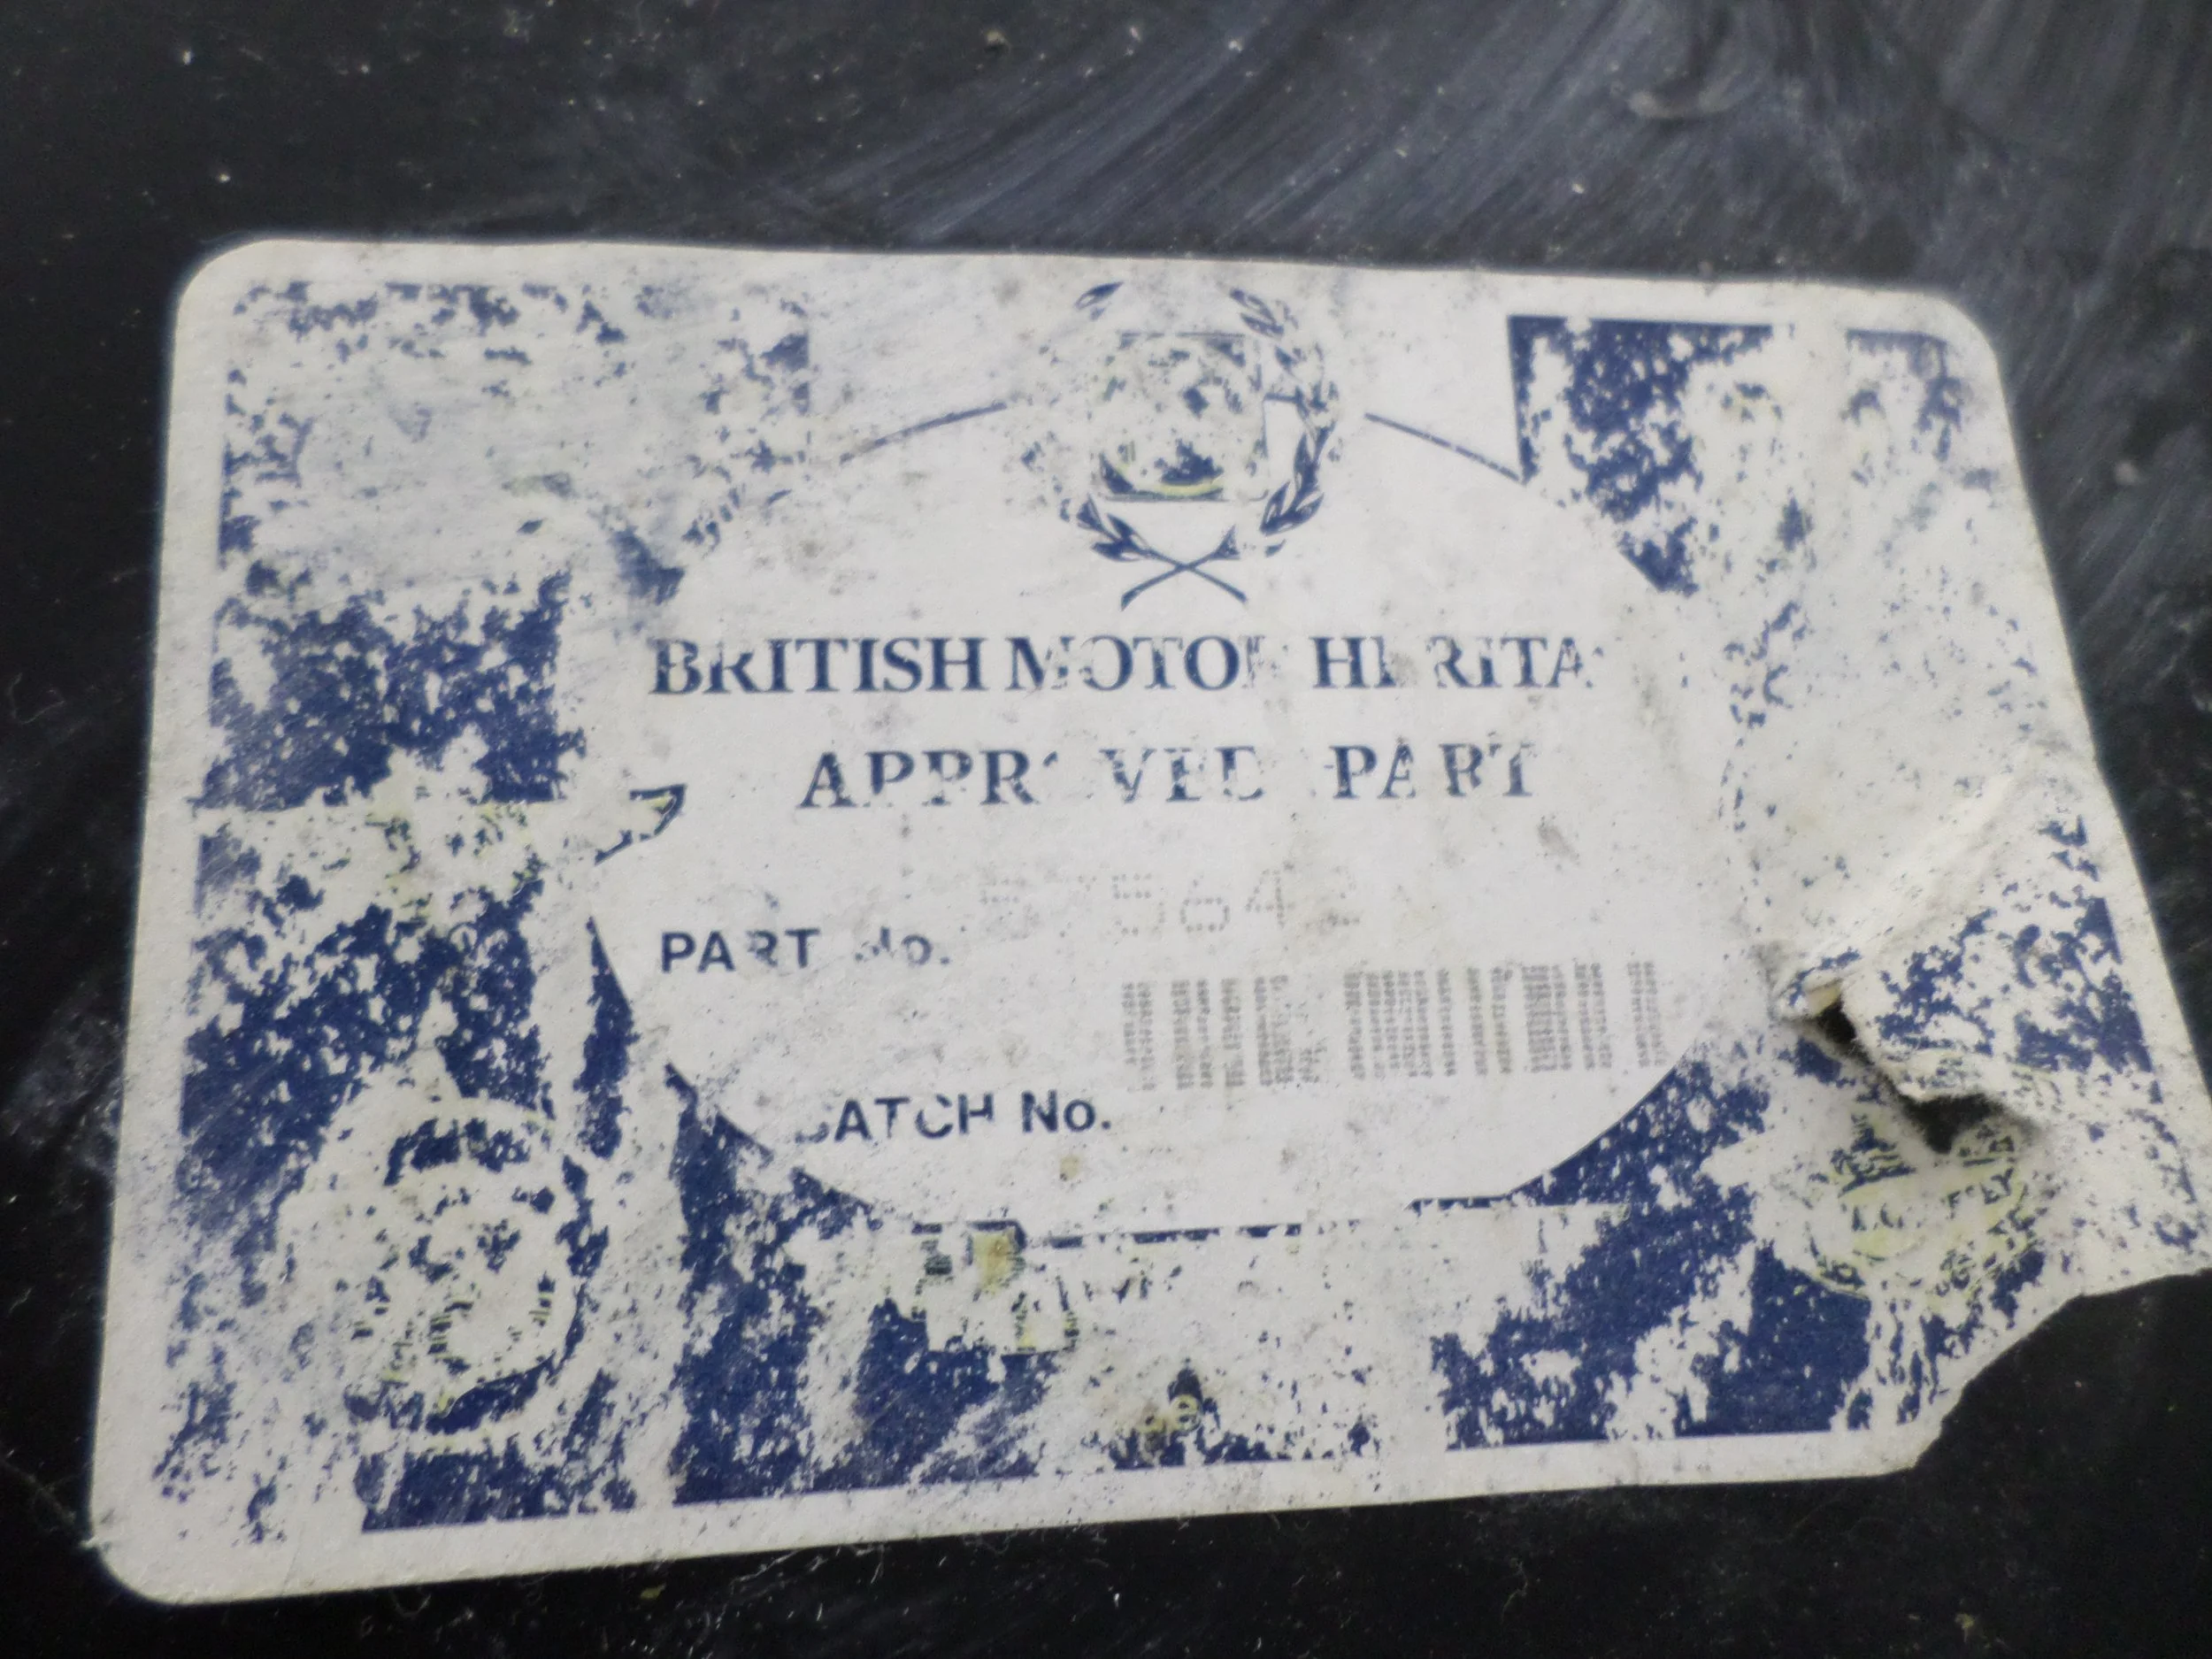 BRITISH MOTOR HERITA
APPROVED PART
PART No.
BATCH No.